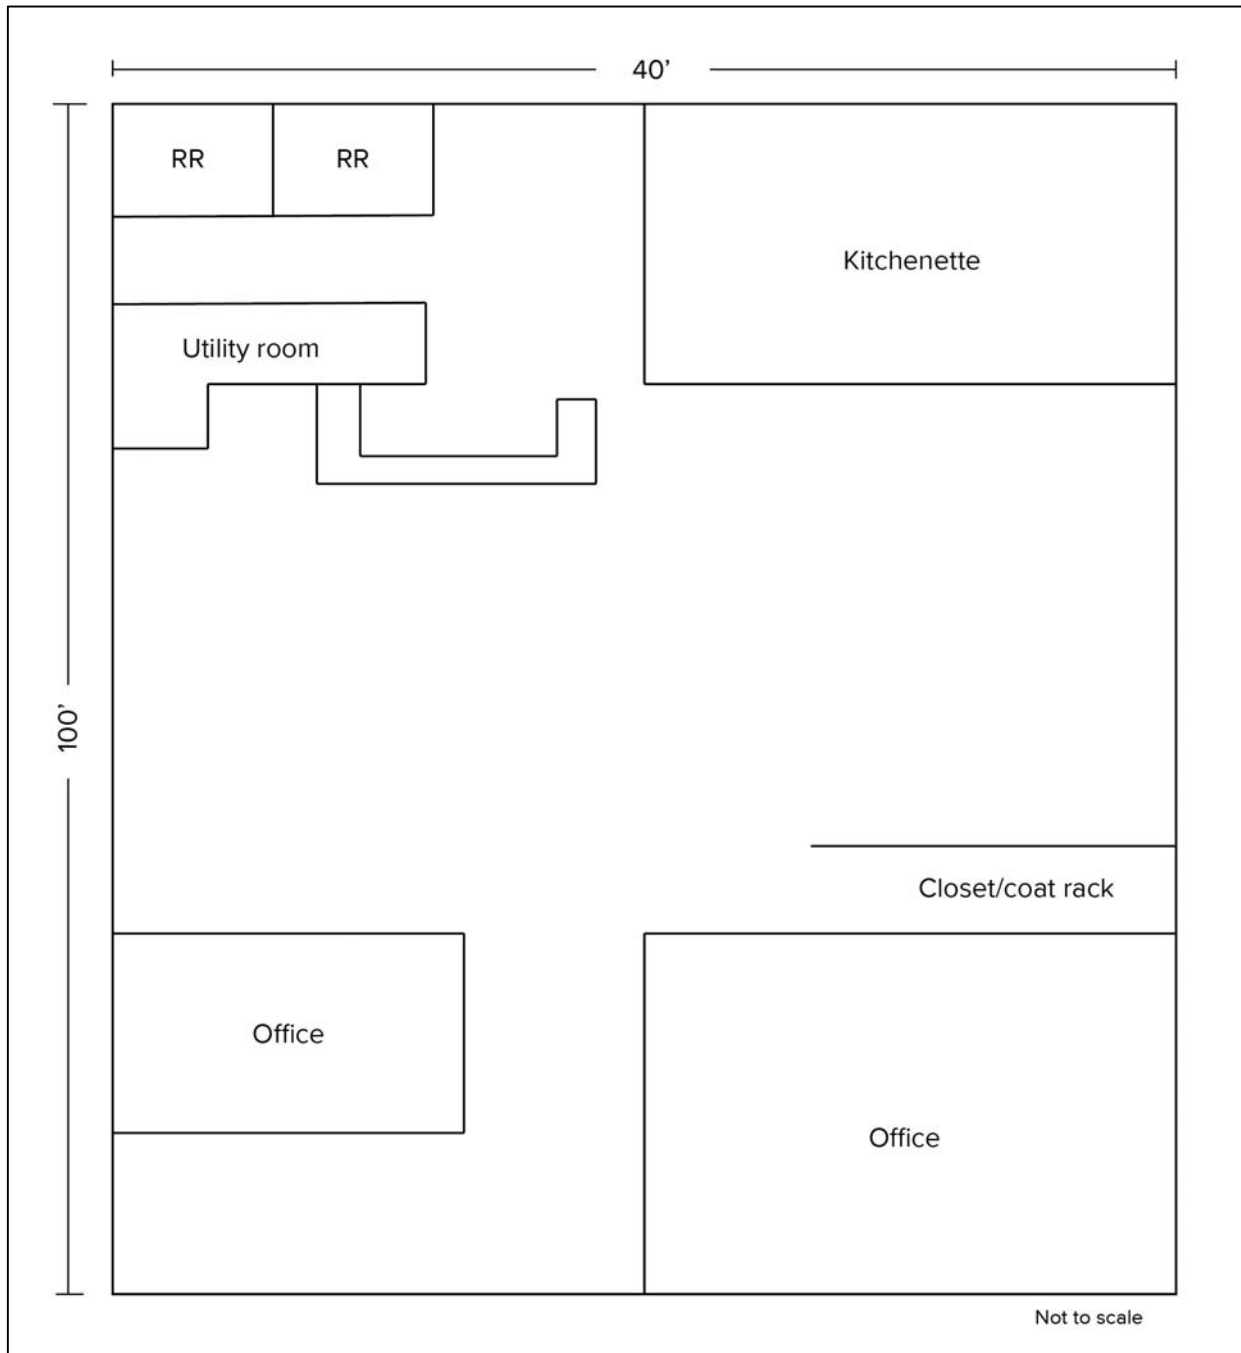 40’
RR
RR
Kitchenette
Utility room
100’
Closet/coat rack
Office
Office
Not to scale